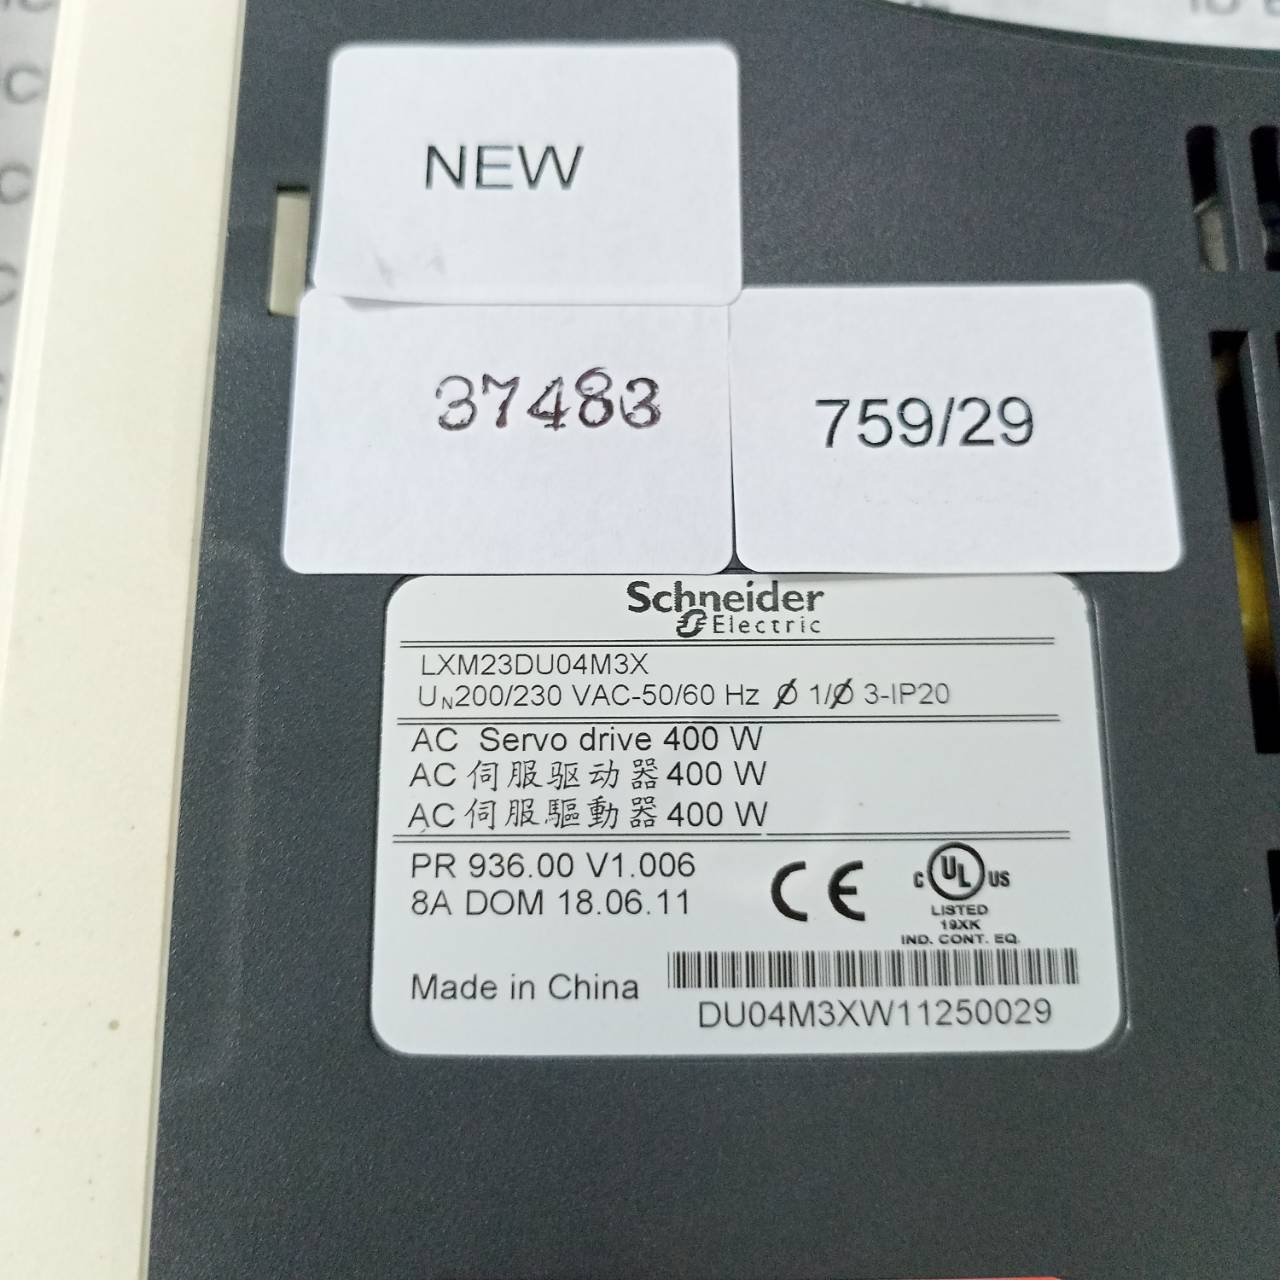 NEW
37483
759/29
Schneider
Electric
LXM23DU04M3X
UN200/230 VAC-50/60 Hz Ø 1/Ø 3-IP20
AC Servo drive 400 W
AC 伺服驱动器 400 W
AC 伺服驅動器 400 W
PR 936.00 V1.006
8A DOM 18.06.11
CE
C UL US
LISTED
19XK
IND. CONT. EQ.
Made in China
DU04M3XW11250029